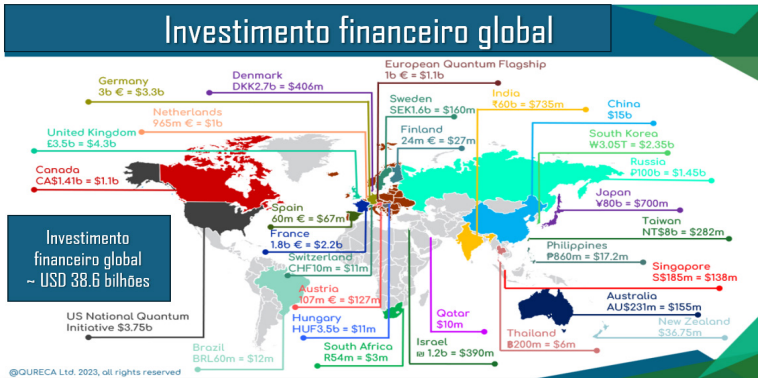 Investimento financeiro global
European Quantum Flagship
1b € = $1.1b
Germany
3b € = $3.3b
Denmark
DKK2.7b = $406m
India
₹60b = $735m
Netherlands
965m € = $1b
Sweden
SEK1.6b = $160m
China
$15b
United Kingdom
£3.5b = $4.3b
Finland
24m € = $27m
South Korea
₩3.05T = $2.35b
Russia
₽100b = $1.45b
Canada
CA$1.41b = $1.1b
Japan
¥80b = $700m
Spain
60m € = $67m
Taiwan
NT$8b = $282m
Investimento
financeiro global
~ USD 38.6 bilhões
France
1.8b € = $2.2b
Philippines
₱860m = $17.2m
Switzerland
CHF10m = $11m
Singapore
S$185m = $138m
Austria
107m € = $127m
Qatar
$10m
Australia
AU$231m = $155m
US National Quantum
Initiative $3.75b
Hungary
HUF3.5b = $11m
New Zealand
$36.75m
Thailand
฿200m = $6m
Brazil
BRL60m = $12m
South Africa
R54m = $3m
Israel
₪ 1.2b = $390m
@QURECA Ltd. 2023, all rights reserved